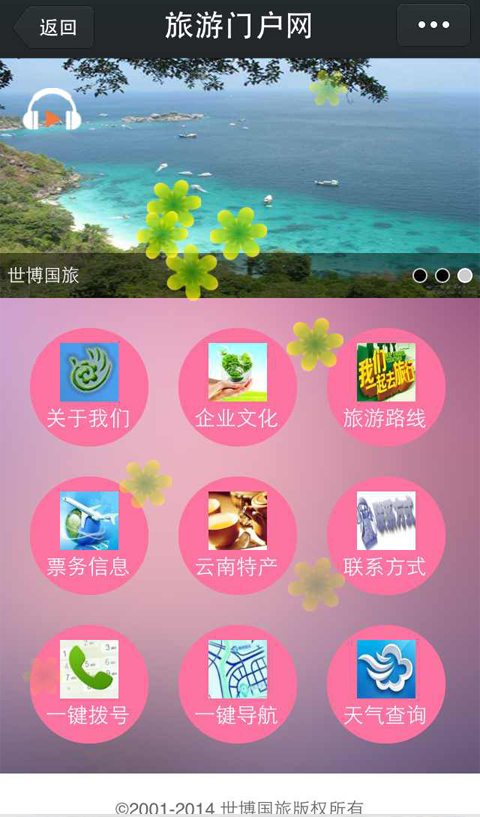 返回
旅游门户网
世博国旅
关于我们
企业文化
我们
一起去旅行
旅游路线
票务信息
云南特产
联系方式
一键拨号
一键导航
天气查询
©2001-2014 世博国旅版权所有